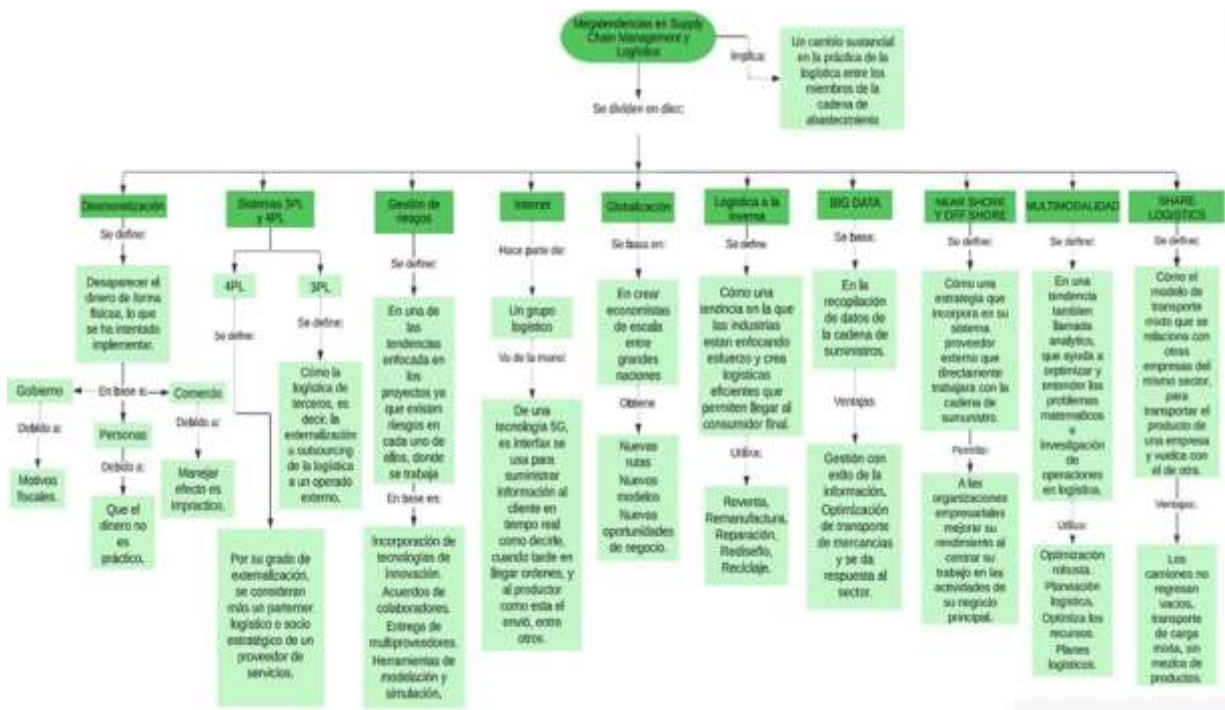 Megatendencias en Supply
Chain Management y
Logística
Implica:
Un cambio sustancial
en la práctica de la
logística entre los
miembros de la
cadena de
abastecimiento
Se dividen en diez:
Desmonetización
Se define:
Desaparecer el
dinero de forma
físicas, lo que
se ha intentado
implementar.
En base a:
Gobierno
Debido a:
Motivos
fiscales.
Personas
Debido a:
Que el
dinero no
es
práctico.
Comercio
Debido a:
Manejar
efecto es
impractico.
Sistemas 3PL
y 4PL
4PL
Se define:
Por su grado de
externalización,
se consideran
más un partemer
logístico o socio
estratégico de un
proveedor de
servicios.
3PL
Se define:
Cómo la
logística de
terceros, es
decir, la
externalización
u outsourcing
de la logística
a un operado
externo.
Gestión de
riesgos
Se define:
En una de
las
tendencias
enfocada en
los
proyectos ya
que existen
riesgos en
cada uno de
ellos, donde
se trabaja
En base en:
Incorporación de
tecnologías de
innovación.
Acuerdos de
colaboradores.
Entrega de
multiproveedores.
Herramientas de
modelación y
simulación.
Internet
Hace parte de:
Un grupo
logístico
Va de la mano:
De una
tecnología 5G,
es Interfax se
usa para
suministrar
información al
cliente en
tiempo real
como decirle,
cuando tarde en
llegar ordenes, y
al productor
como esta el
envió, entre
otros.
Globalización
Se basa en:
En crear
economistas
de escala
entre
grandes
naciones
Obtiene
Nuevas
rutas
Nuevos
modelos
Nuevas
oportunidades
de negocio.
Logística a la
inversa
Se define
Cómo una
tendncia en la que
las industrias
estan enfocando
esfuerzo y crea
logísticas
eficientes que
permiten llegar al
consumidor final.
Utiliza:
Reventa,
Remanufactura,
Reparación,
Rediseño,
Reciclaje.
BIG DATA
Se basa:
En la
recopilación
de datos de
la cadena de
suministros.
Ventajas
Gestión con
exito de la
información,
Optimización
de transporte
de mercancias
y se da
respuesta al
sector.
NEAR SHORE
Y OFF SHORE
Se define:
Cómo una
estrategia que
incorpora en su
sistema
proveedor
externo que
directamente
trabajara con la
cadena de
sumunistro.
Permite:
A las
organizaciones
empresariales
mejorar su
rendimiento al
centrar su
trabajo en las
actividades de
su negocio
principal.
MULTIMODALIDAD
Se define:
En una
tendencia
tambien
llamada
analytics,
que ayuda a
orptimizar y
entender los
problemas
matematicos
e
investigación
de
operaciones
en logística.
Utiliza:
Optimización
robusta.
Planeación
logística,
Optimiza los
recursos.
Planes
logísticos.
SHARE
LOGISTICS
Se define:
Cómo el
modelo de
transporte
mixto que se
relaciona con
otras
empresas del
mismo sector,
para
transportar el
producto de
una empresa
y vuelva con
el de otra.
Ventajas:
Los
camiones no
regresan
vacios,
transporte
de carga
mixta, sin
mezcla de
productos.